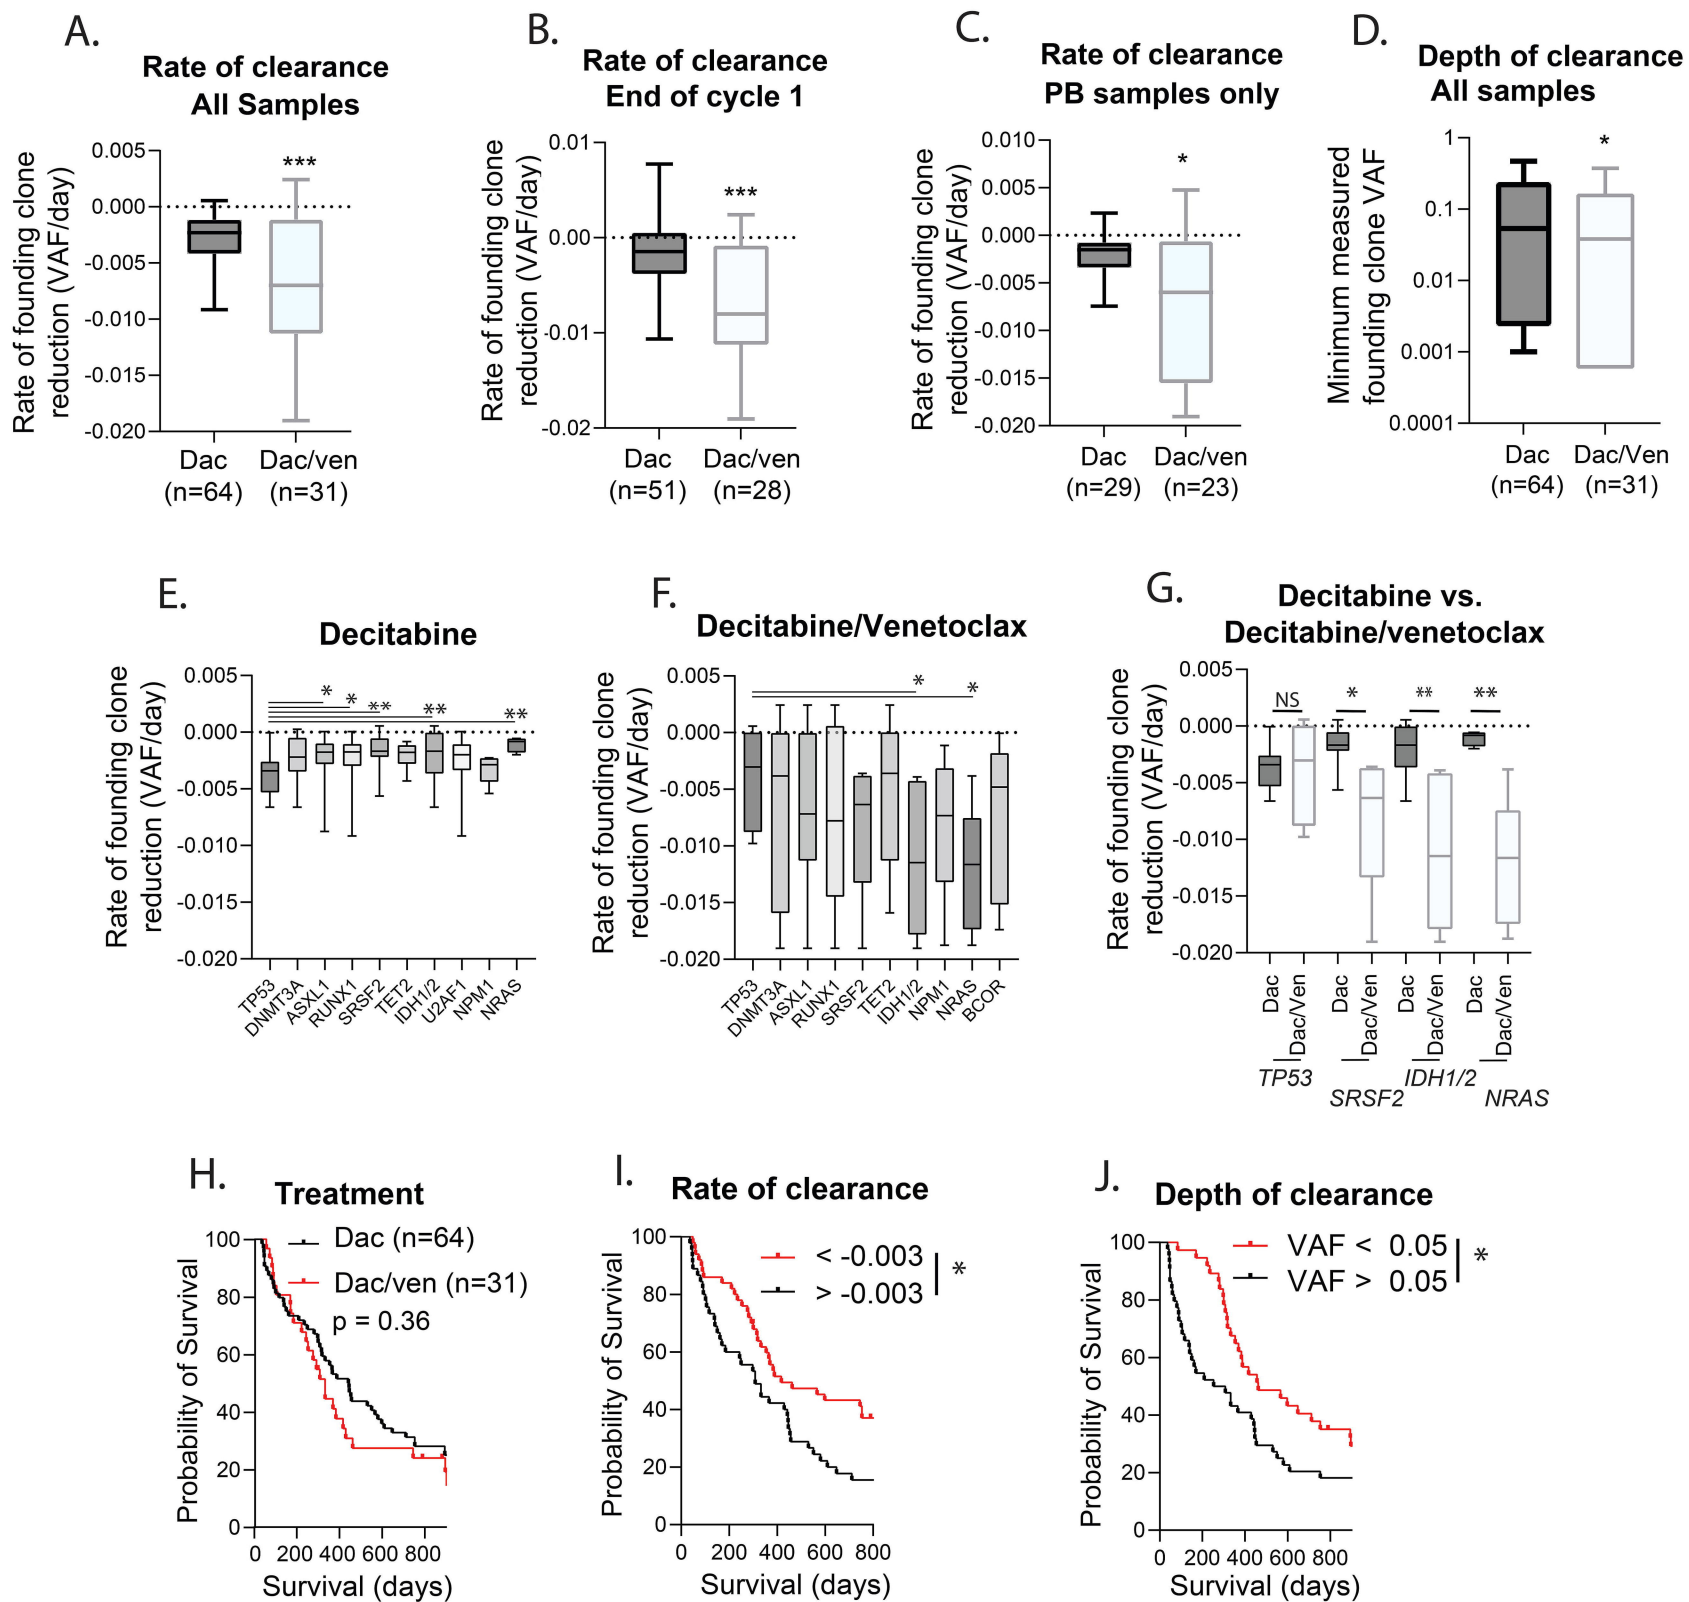 A.
Rate of clearance
All Samples
Rate of founding clone
reduction (VAF/day)
0.005
0.000
-0.005
-0.010
-0.015
-0.020
***
Dac
(n=64)
Dac/ven
(n=31)
B.
Rate of clearance
End of cycle 1
Rate of founding clone
reduction (VAF/day)
0.01
0.00
-0.01
-0.02
***
Dac
(n=51)
Dac/ven
(n=28)
C.
Rate of clearance
PB samples only
Rate of founding clone
reduction (VAF/day)
0.010
0.005
0.000
-0.005
-0.010
-0.015
-0.020
*
Dac
(n=29)
Dac/ven
(n=23)
D.
Depth of clearance
All samples
Minimum measured
founding clone VAF
1
0.1
0.01
0.001
0.0001
*
Dac
(n=64)
Dac/Ven
(n=31)
E.
Decitabine
Rate of founding clone
reduction (VAF/day)
0.005
0.000
-0.005
-0.010
-0.015
-0.020
* * ** ** **
TP53
DNMT3A
ASXL1
RUNX1
SRSF2
TET2
IDH1/2
U2AF1
NPM1
NRAS
F.
Decitabine/Venetoclax
Rate of founding clone
reduction (VAF/day)
0.005
0.000
-0.005
-0.010
-0.015
-0.020
* *
TP53
DNMT3A
ASXL1
RUNX1
SRSF2
TET2
IDH1/2
NPM1
NRAS
BCOR
G.
Decitabine vs.
Decitabine/venetoclax
Rate of founding clone
reduction (VAF/day)
0.005
0.000
-0.005
-0.010
-0.015
-0.020
NS * ** **
Dac
Dac/Ven
Dac
Dac/Ven
Dac
Dac/Ven
Dac
Dac/Ven
TP53
SRSF2
IDH1/2
NRAS
H.
Treatment
Dac (n=64)
Dac/ven (n=31)
p = 0.36
Probability of Survival
100
80
60
40
20
0
0 200 400 600 800
Survival (days)
I.
Rate of clearance
< -0.003
> -0.003
*
Probability of Survival
100
80
60
40
20
0
0 200 400 600 800
Survival (days)
J.
Depth of clearance
VAF < 0.05
VAF > 0.05
*
Probability of Survival
100
80
60
40
20
0
0 200 400 600 800
Survival (days)